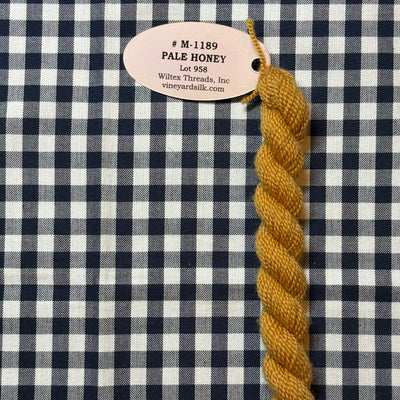 # M-1189
PALE HONEY
Lot 958
Wiltex Threads, Inc
vineyardsilk.com